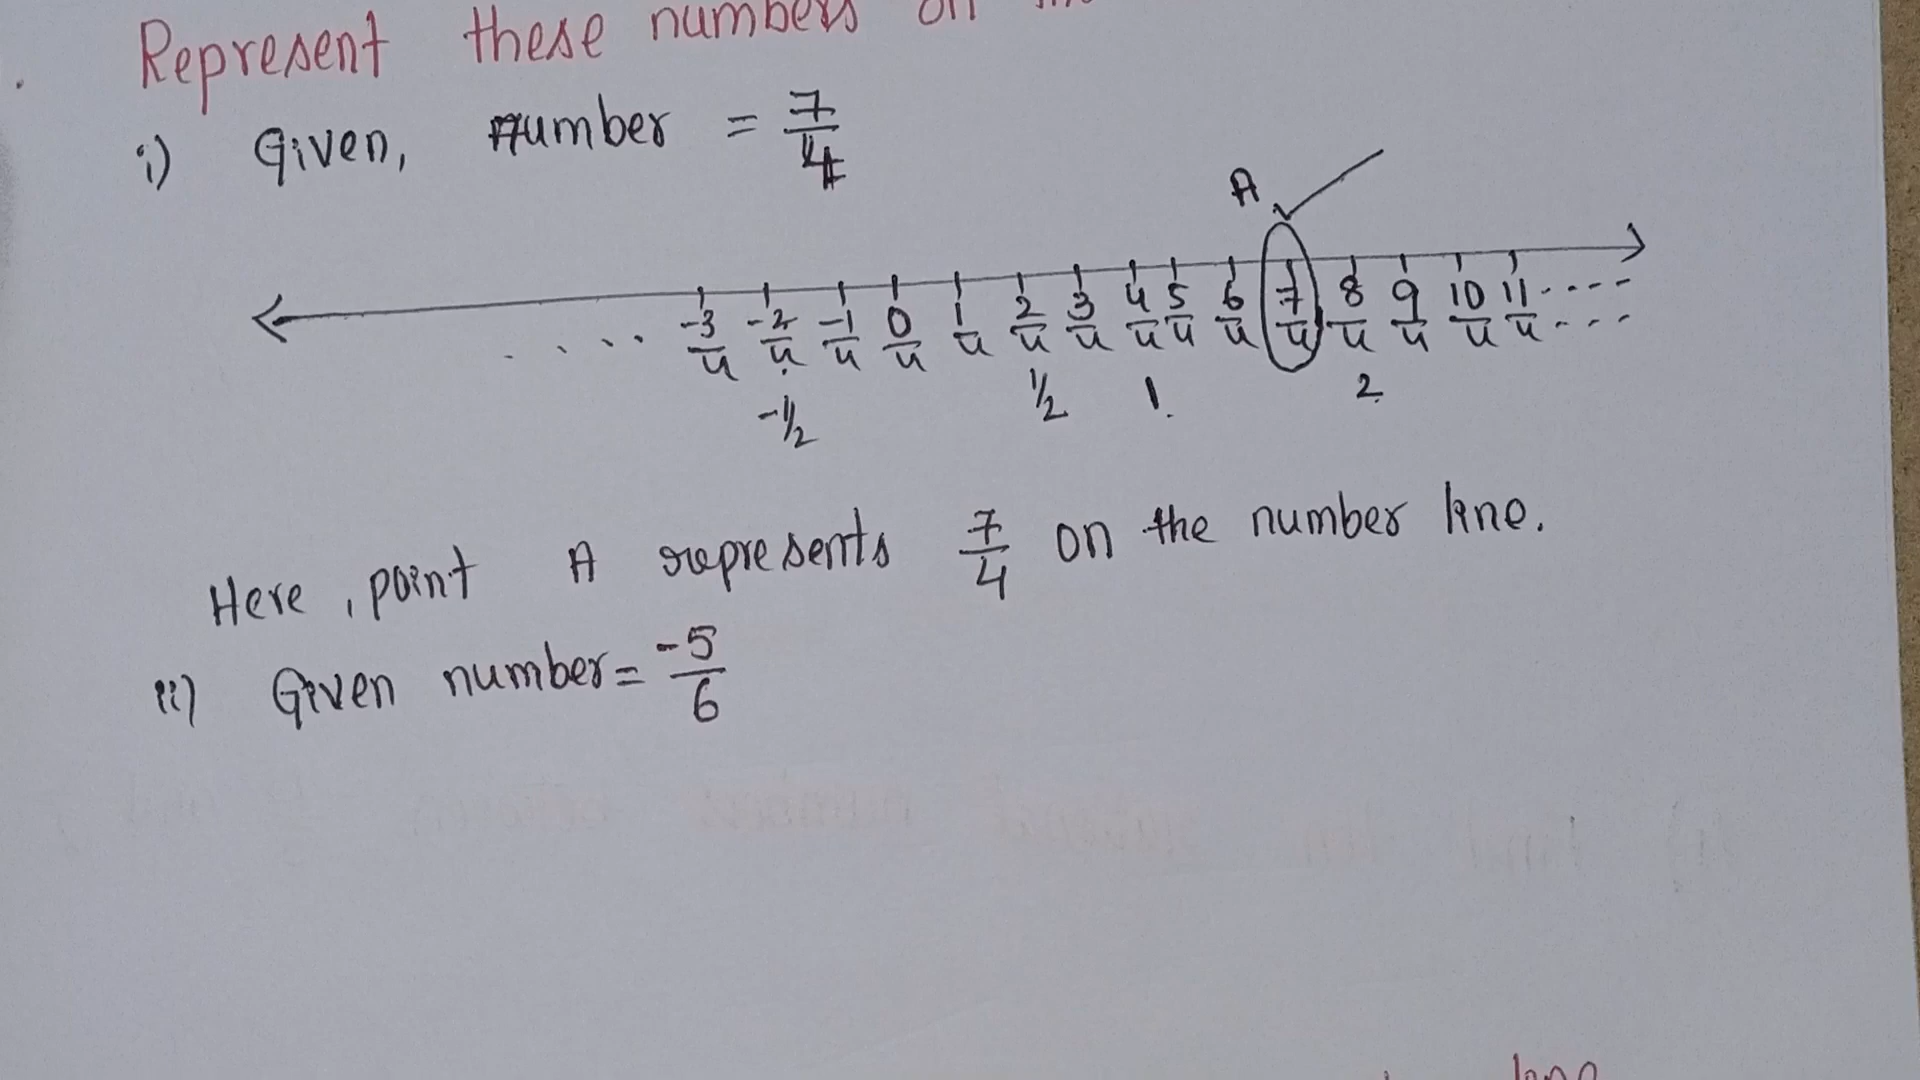 Represent these numbers on
i) Given, number = 7/4
A
-3/4 -2/4 -1/4 0/4 1/4 2/4 3/4 4/4 5/4 6/4 7/4 8/4 9/4 10/4 11/4
-1/2 1/2 1 2
Here, point A represents 7/4 on the number line.
ii) Given number = -5/6